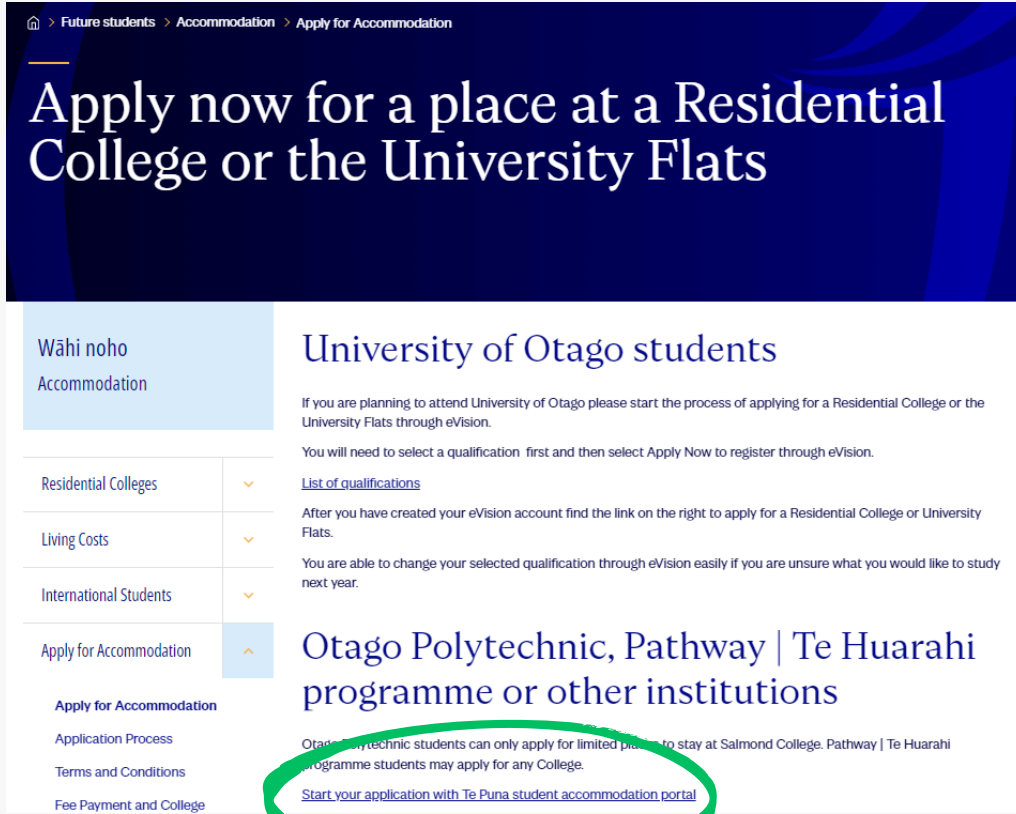 > Future students > Accommodation > Apply for Accommodation
Apply now for a place at a Residential
College or the University Flats
Wāhi noho
Accommodation
Residential Colleges
Living Costs
International Students
Apply for Accommodation
Apply for Accommodation
Application Process
Terms and Conditions
Fee Payment and College
University of Otago students
If you are planning to attend University of Otago please start the process of applying for a Residential College or the
University Flats through eVision.
You will need to select a qualification first and then select Apply Now to register through eVision.
List of qualifications
After you have created your eVision account find the link on the right to apply for a Residential College or University
Flats.
You are able to change your selected qualification through eVision easily if you are unsure what you would like to study
next year.
Otago Polytechnic, Pathway | Te Huarahi
programme or other institutions
Otago Polytechnic students can only apply for limited places to stay at Salmond College. Pathway | Te Huarahi
programme students may apply for any College.
Start your application with Te Puna student accommodation portal